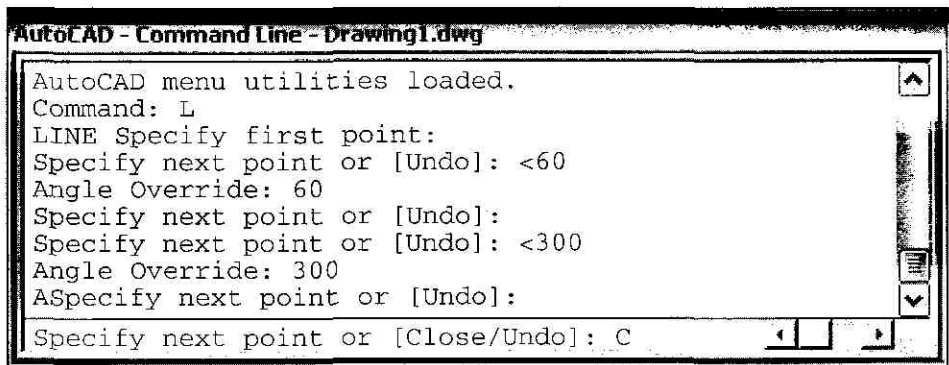 AutoCAD - Command Line - Drawing1.dwg
AutoCAD menu utilities loaded.
Command: L
LINE Specify first point:
Specify next point or [Undo]: <60
Angle Override: 60
Specify next point or [Undo]:
Specify next point or [Undo]: <300
Angle Override: 300
ASpecify next point or [Undo]:
Specify next point or [Close/Undo]: C